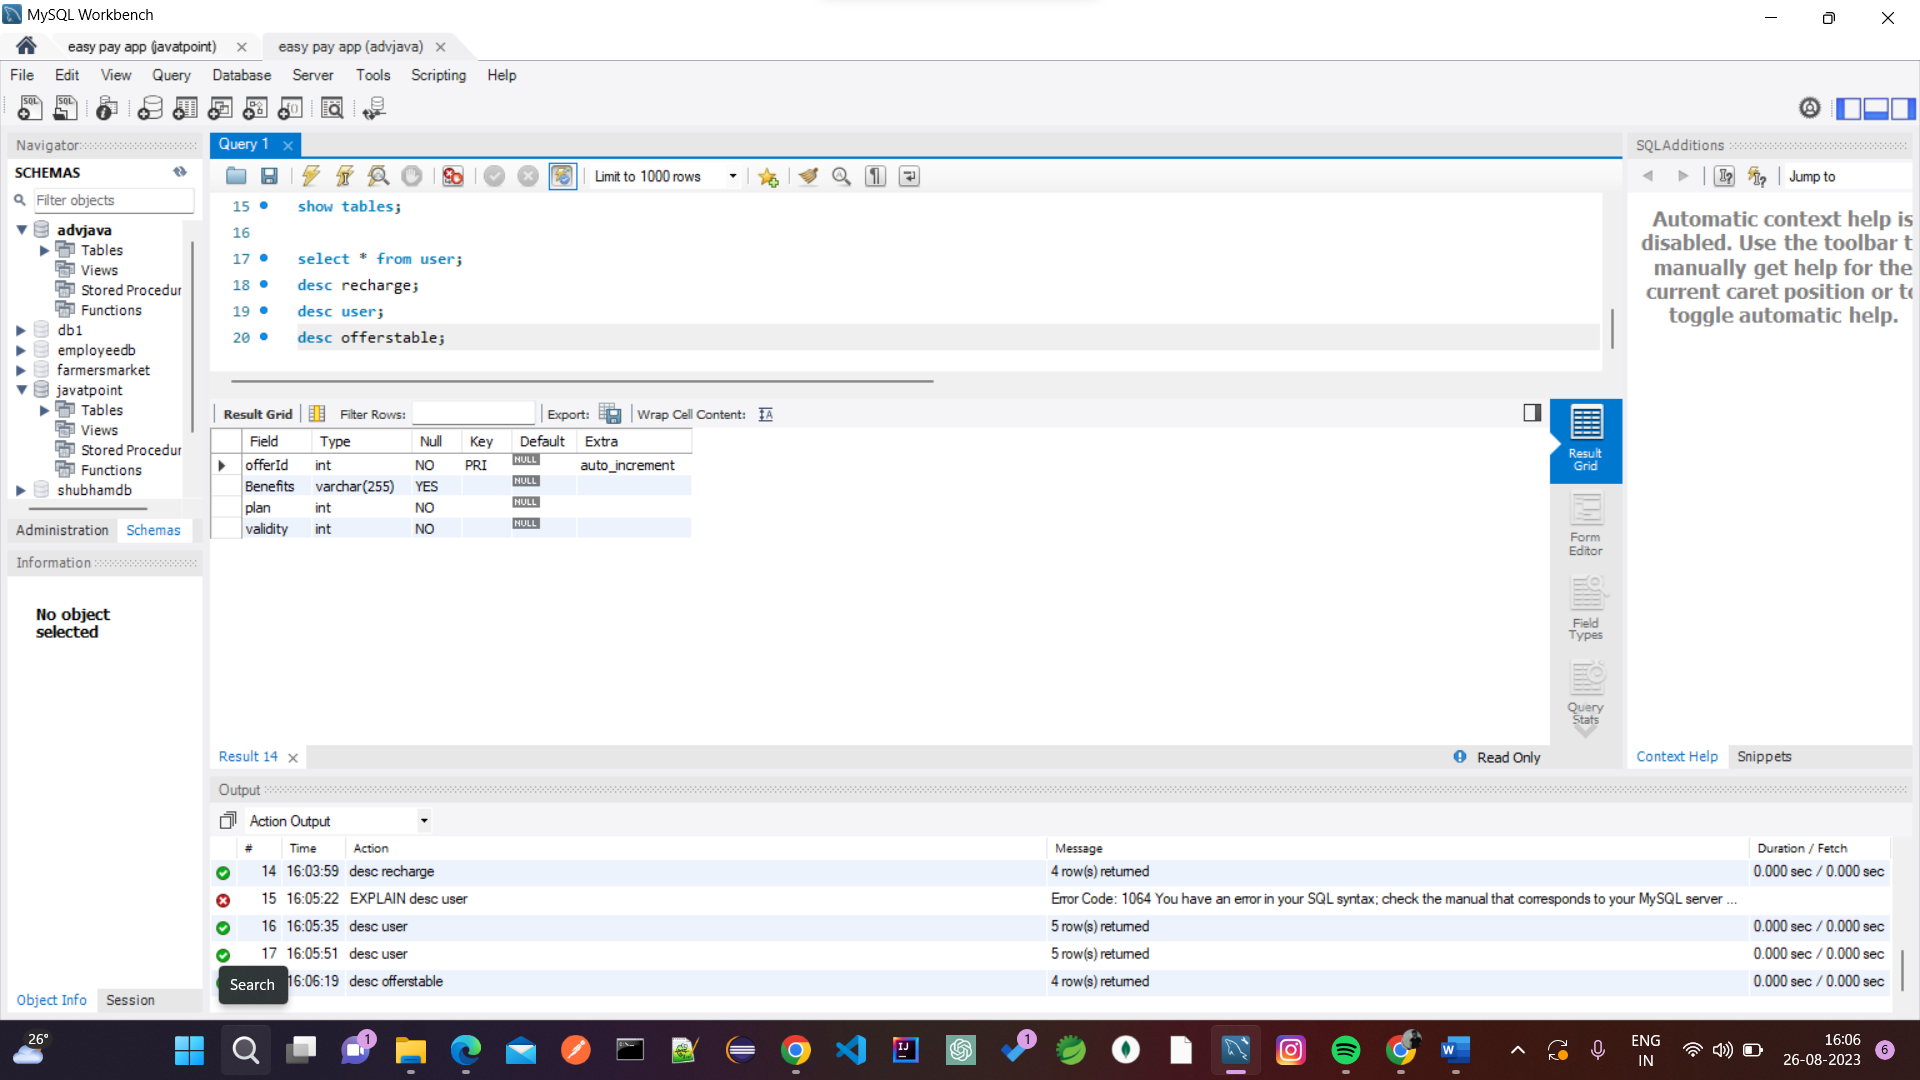 MySQL Workbench
easy pay app (javatpoint)
easy pay app (advjava)
File Edit View Query Database Server Tools Scripting Help
Navigator
SCHEMAS
Filter objects
advjava
Tables
Views
Stored Procedur
Functions
db1
employeedb
farmersmarket
javatpoint
Tables
Views
Stored Procedur
Functions
shubhamdb
Administration Schemas
Information
No object
selected
Object Info Session
Query 1
Limit to 1000 rows
15 show tables;
16
17 select * from user;
18 desc recharge;
19 desc user;
20 desc offerstable;
Result Grid Filter Rows: Export: Wrap Cell Content:
Field Type Null Key Default Extra
offerId int NO PRI NULL auto_increment
Benefits varchar(255) YES NULL
plan int NO NULL
validity int NO NULL
Result
Grid
Form
Editor
Field
Types
Query
Stats
Result 14
Read Only
SQLAdditions
Jump to
Automatic context help is
disabled. Use the toolbar t
manually get help for the
current caret position or to
toggle automatic help.
Context Help Snippets
Output
Action Output
# Time Action Message Duration / Fetch
14 16:03:59 desc recharge 4 row(s) returned 0.000 sec / 0.000 sec
15 16:05:22 EXPLAIN desc user Error Code: 1064 You have an error in your SQL syntax; check the manual that corresponds to your MySQL server ...
16 16:05:35 desc user 5 row(s) returned 0.000 sec / 0.000 sec
17 16:05:51 desc user 5 row(s) returned 0.000 sec / 0.000 sec
16:06:19 desc offerstable 4 row(s) returned 0.000 sec / 0.000 sec
Search
26°
1
1
ENG
IN
16:06
26-08-2023
6